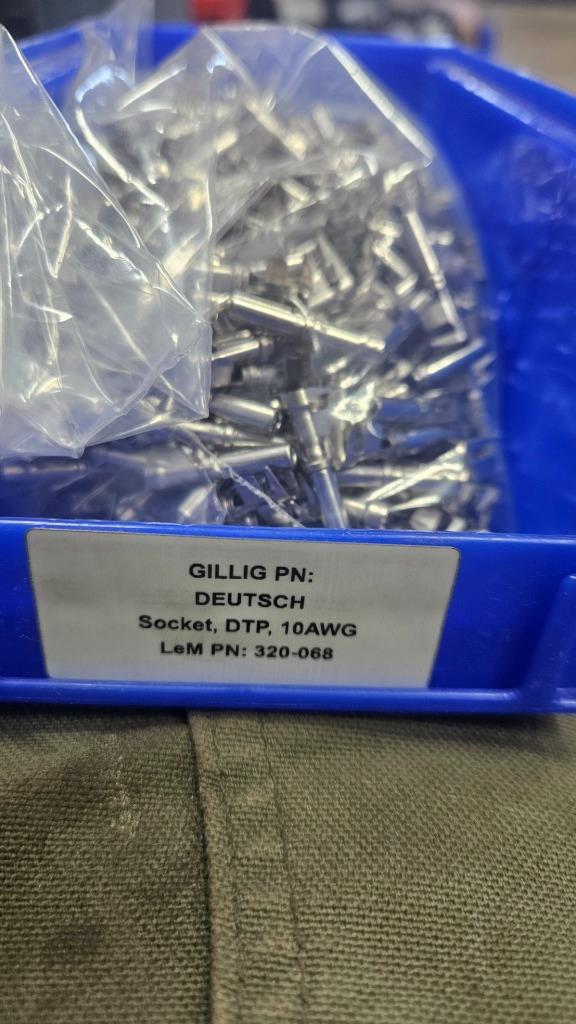 GILLIG PN:
DEUTSCH
Socket, DTP, 10AWG
LeM PN: 320-068